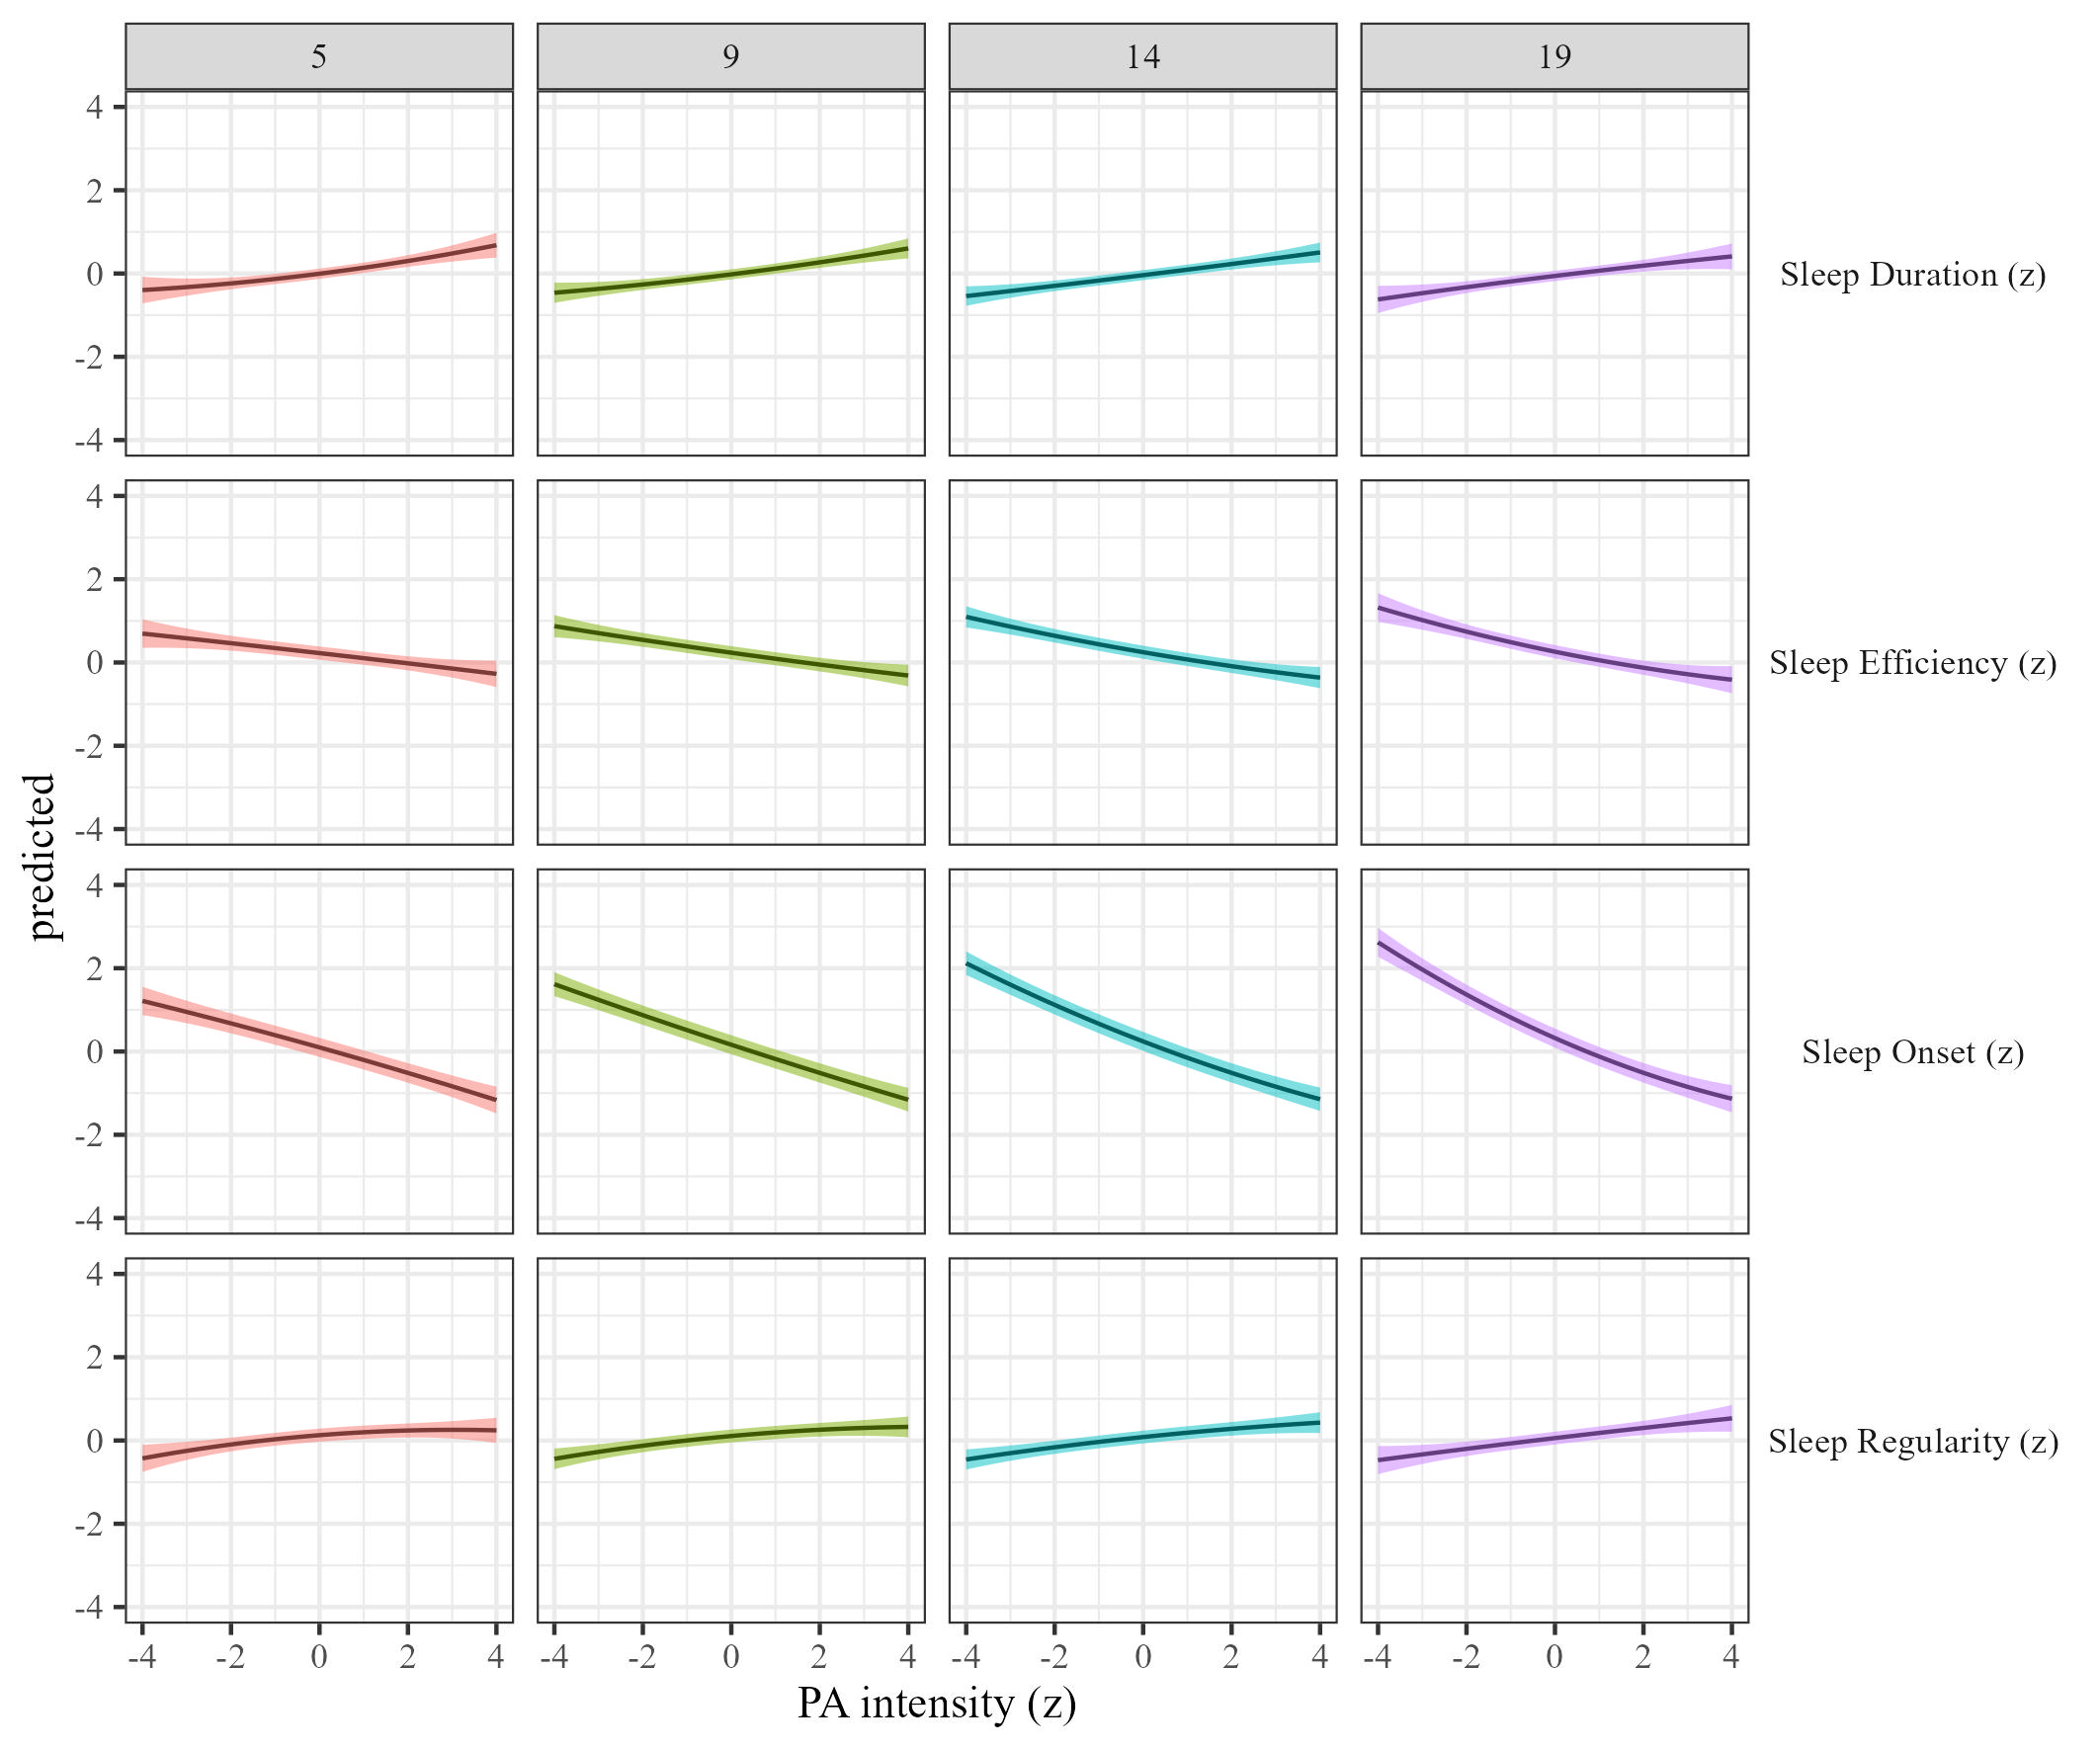 5 9 14 19
4
2
0
-2
-4
Sleep Duration (z)
4
2
0
-2
-4
Sleep Efficiency (z)
predicted
4
2
0
-2
-4
Sleep Onset (z)
4
2
0
-2
-4
Sleep Regularity (z)
-4 -2 0 2 4 -4 -2 0 2 4 -4 -2 0 2 4 -4 -2 0 2 4
PA intensity (z)